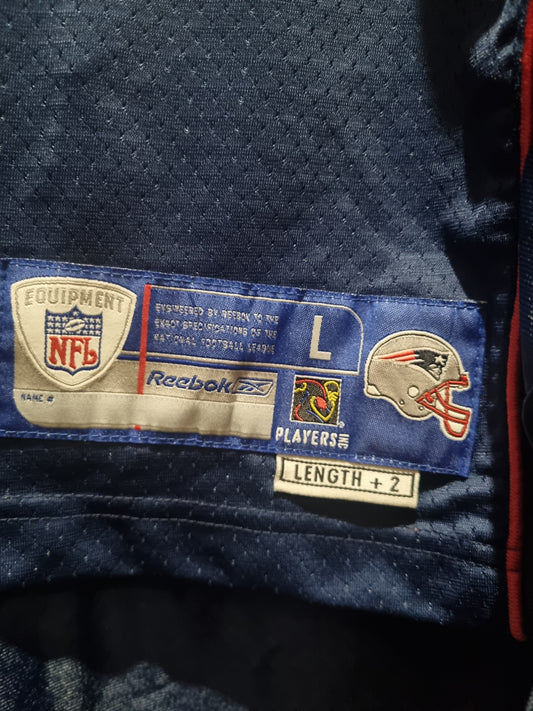 EQUIPMENT
NFL
NAME #
ENGINEERED BY REEBOK TO THE
EXACT SPECIFICATIONS OF THE
NATIONAL FOOTBALL LEAGUE
L
Reebok
PLAYERS INC
LENGTH + 2